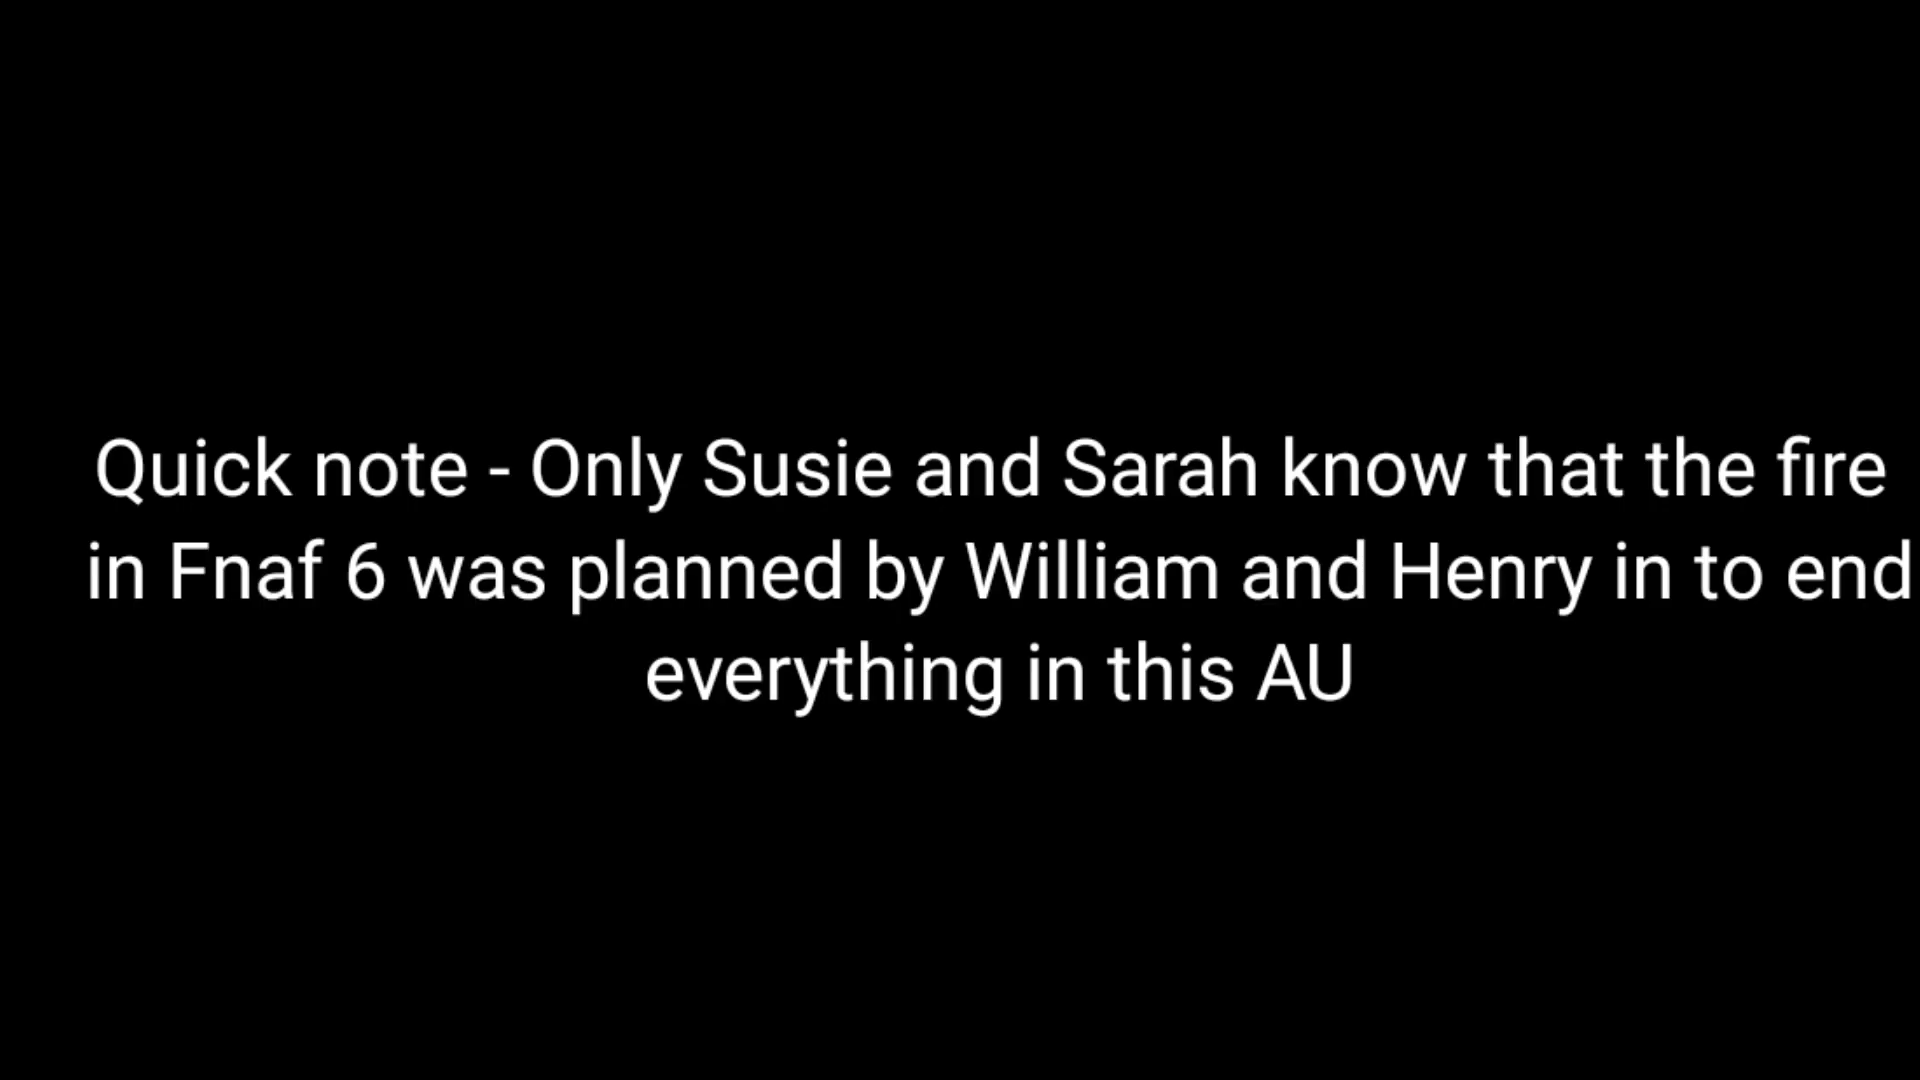 Quick note - Only Susie and Sarah know that the fire
in Fnaf 6 was planned by William and Henry in to end
everything in this AU